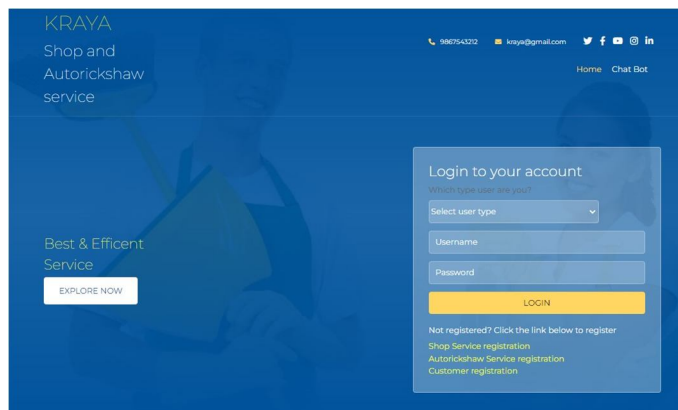 KRAYA
Shop and
Autorickshaw
service
9867543212 kraya@gmail.com
Home Chat Bot
Login to your account
Which type user are you?
Select user type
Username
Password
LOGIN
Not registered? Click the link below to register
Shop Service registration
Autorickshaw Service registration
Customer registration
Best & Efficent
Service
EXPLORE NOW